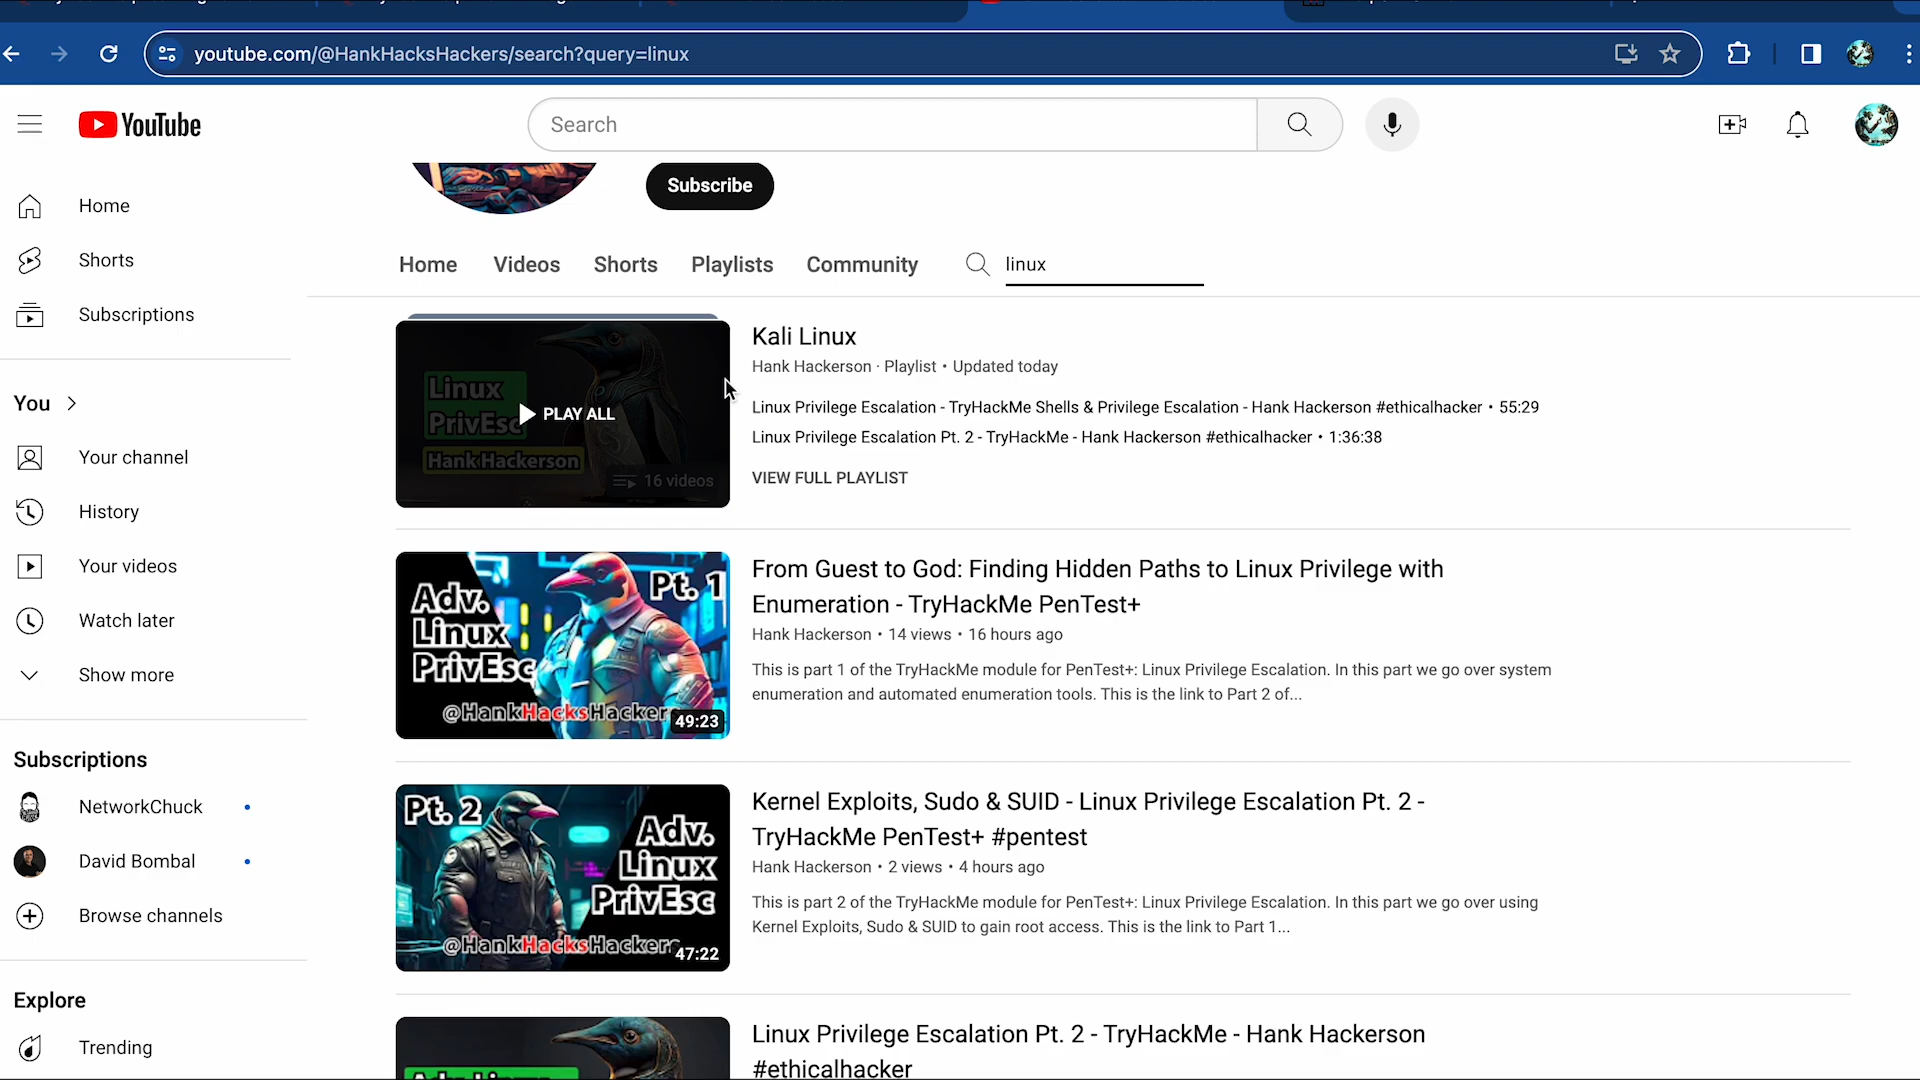 youtube.com/@HankHacksHackers/search?query=linux
YouTube
Search
Home
Shorts
Subscriptions
You
Your channel
History
Your videos
Watch later
Show more
Subscriptions
NetworkChuck
David Bombal
Browse channels
Explore
Trending
Subscribe
Home Videos Shorts Playlists Community linux
Linux
PrivEsc
Hank Hackerson
PLAY ALL
16 videos
Kali Linux
Hank Hackerson · Playlist • Updated today
Linux Privilege Escalation - TryHackMe Shells & Privilege Escalation - Hank Hackerson #ethicalhacker • 55:29
Linux Privilege Escalation Pt. 2 - TryHackMe - Hank Hackerson #ethicalhacker • 1:36:38
VIEW FULL PLAYLIST
Pt. 1
Adv.
Linux
PrivEsc
@HankHacksHacker
49:23
From Guest to God: Finding Hidden Paths to Linux Privilege with
Enumeration - TryHackMe PenTest+
Hank Hackerson • 14 views • 16 hours ago
This is part 1 of the TryHackMe module for PenTest+: Linux Privilege Escalation. In this part we go over system
enumeration and automated enumeration tools. This is the link to Part 2 of...
Pt. 2
Adv.
Linux
PrivEsc
@HankHacksHackers
47:22
Kernel Exploits, Sudo & SUID - Linux Privilege Escalation Pt. 2 -
TryHackMe PenTest+ #pentest
Hank Hackerson • 2 views • 4 hours ago
This is part 2 of the TryHackMe module for PenTest+: Linux Privilege Escalation. In this part we go over using
Kernel Exploits, Sudo & SUID to gain root access. This is the link to Part 1...
Linux Privilege Escalation Pt. 2 - TryHackMe - Hank Hackerson
#ethicalhacker